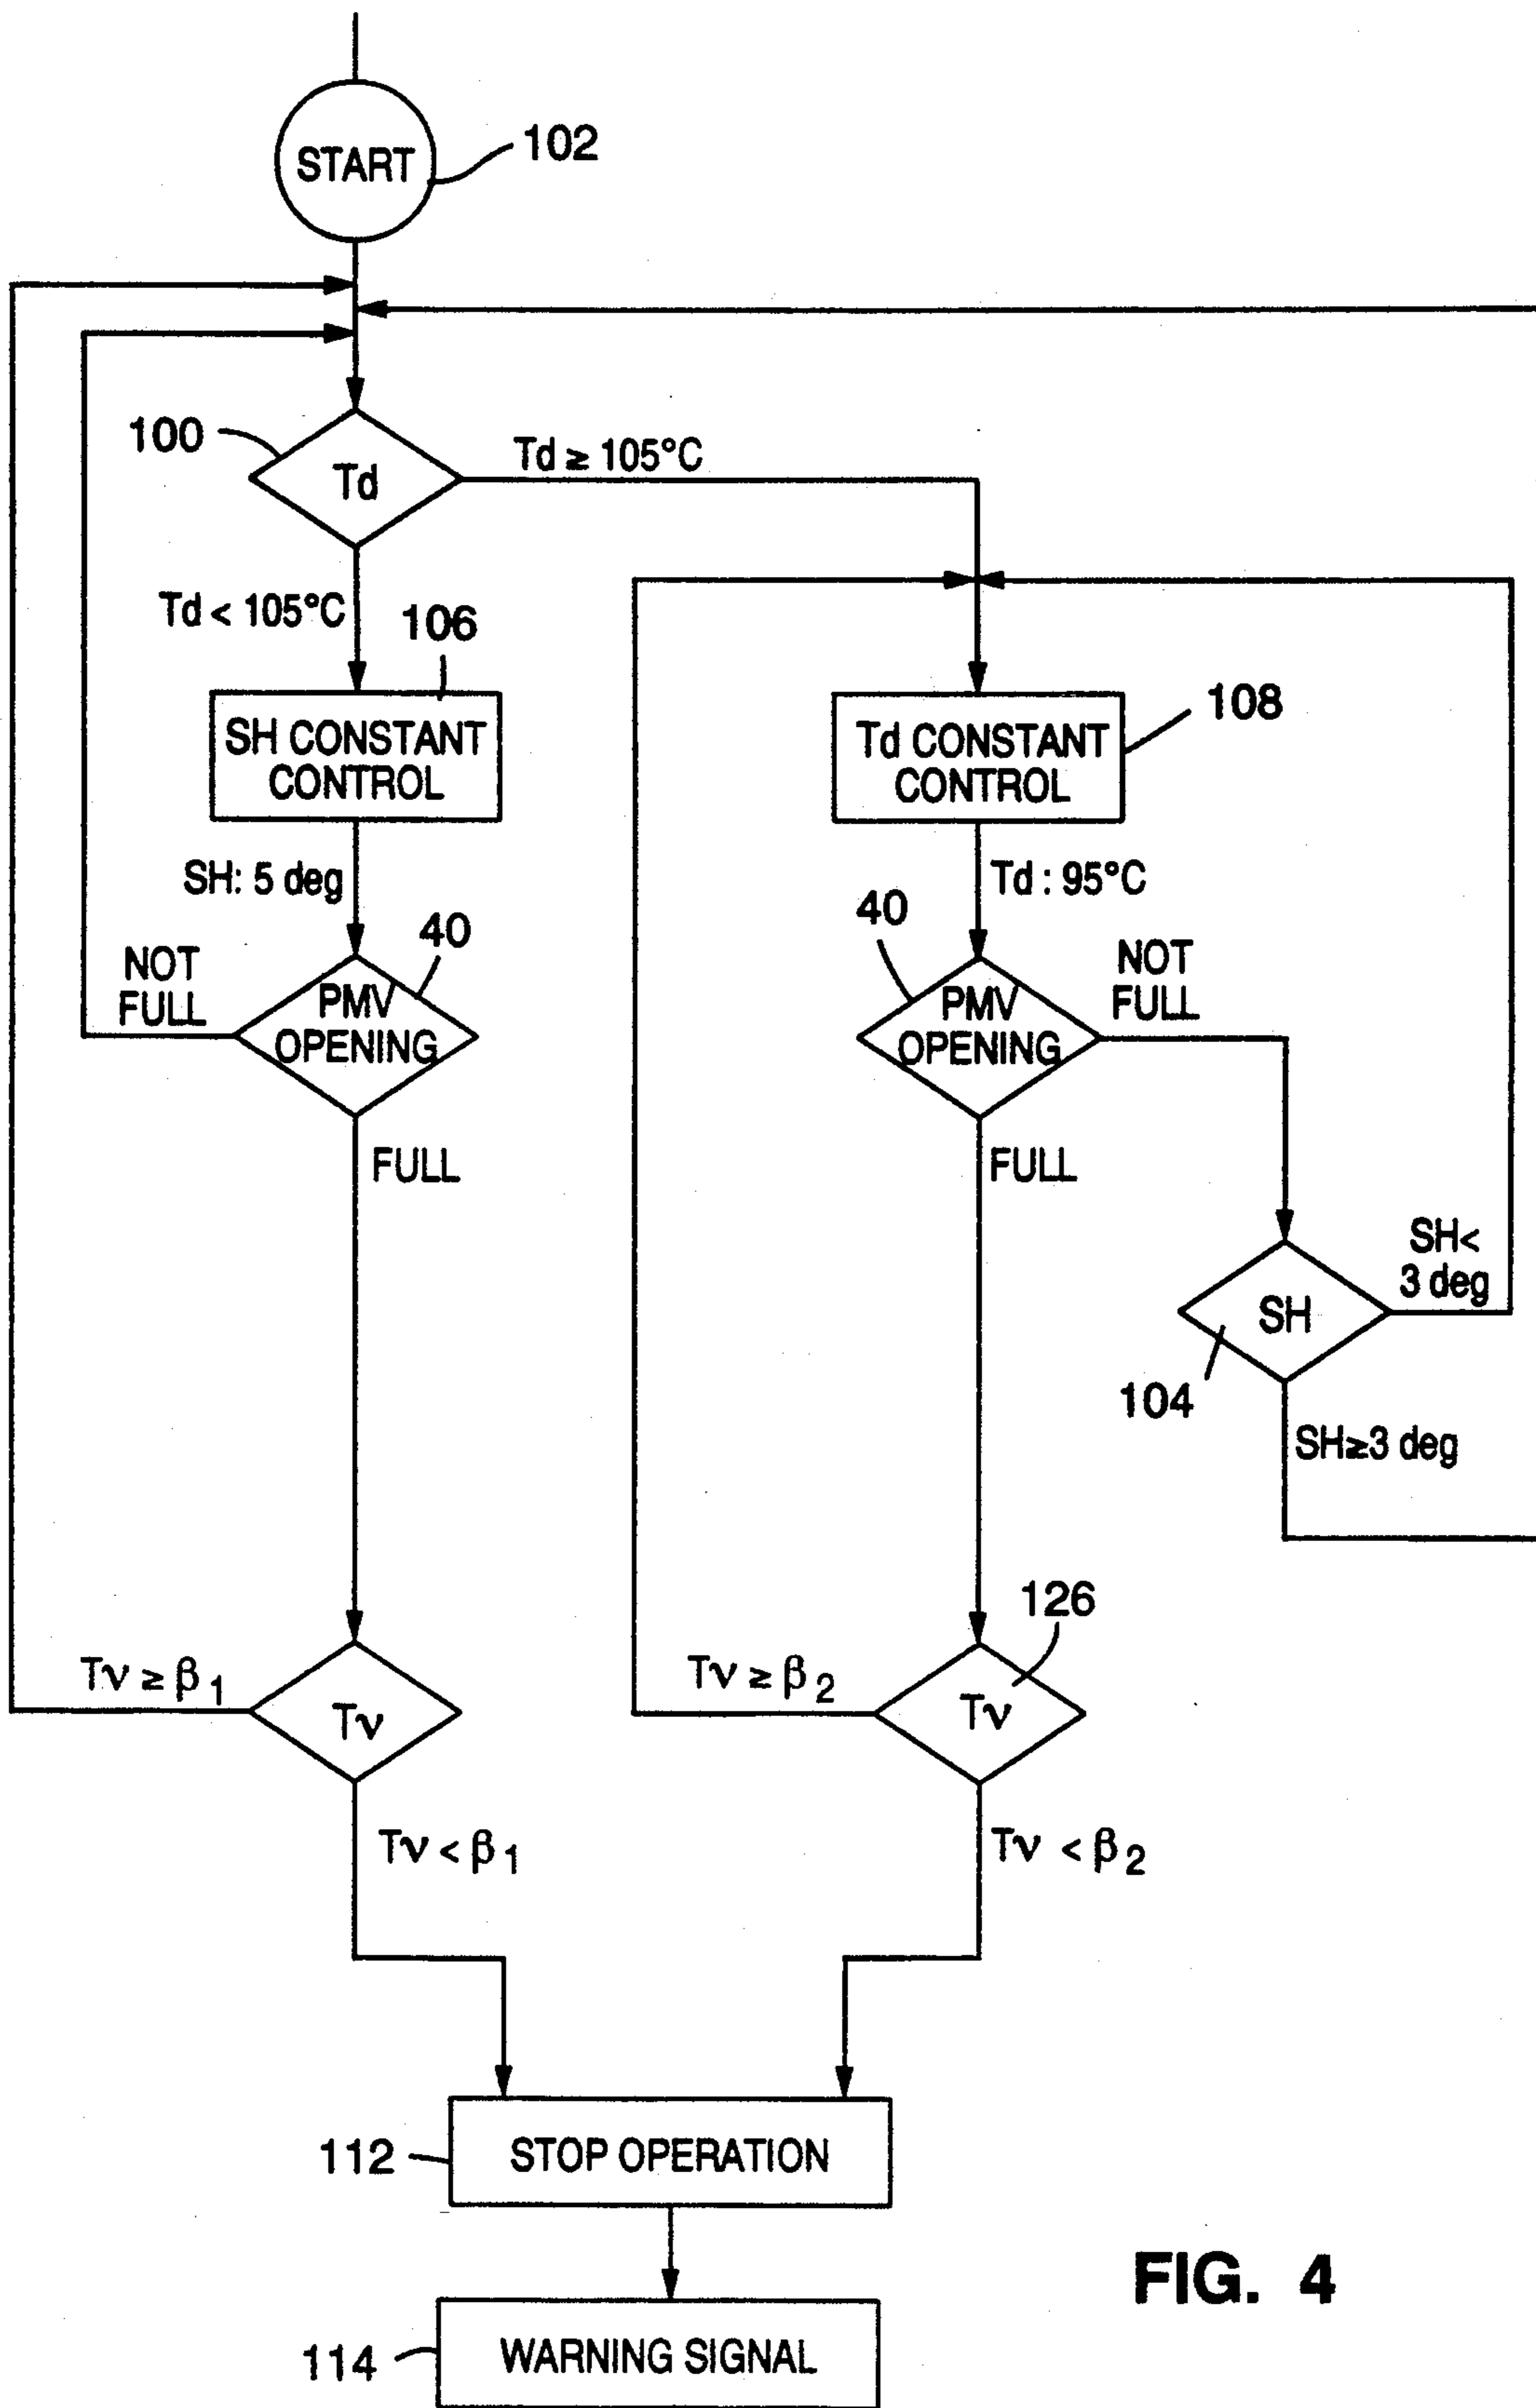 START
102
100
Td
Td ≥ 105°C
Td < 105°C
106
SH CONSTANT
CONTROL
108
Td CONSTANT
CONTROL
SH: 5 deg
Td : 95°C
40
40
NOT
FULL
PMV
OPENING
PMV
OPENING
NOT
FULL
FULL
FULL
SH<
3 deg
SH
104
SH≥3 deg
126
Tν ≥ β1
Tν
Tν ≥ β2
Tν
Tν < β1
Tν < β2
112
STOP OPERATION
FIG. 4
114
WARNING SIGNAL